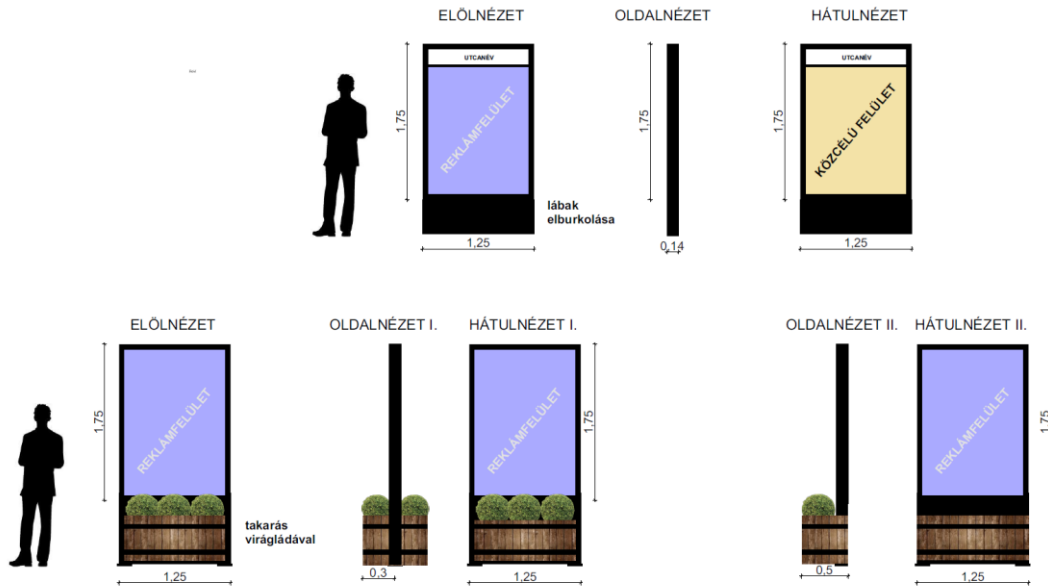 ELÖLNÉZET
OLDALNÉZET
HÁTULNÉZET
UTCANÉV
UTCANÉV
1,75
REKLÁMFELÜLET
1,75
1,75
KÖZCÉLÚ FELÜLET
lábak
elburkolása
1,25
0,14
1,25
ELÖLNÉZET
OLDALNÉZET I.
HÁTULNÉZET I.
OLDALNÉZET II.
HÁTULNÉZET II.
1,75
REKLÁMFELÜLET
REKLÁMFELÜLET
1,75
REKLÁMFELÜLET
1,75
takarás
virágládával
1,25
0,3
1,25
0,5
1,25